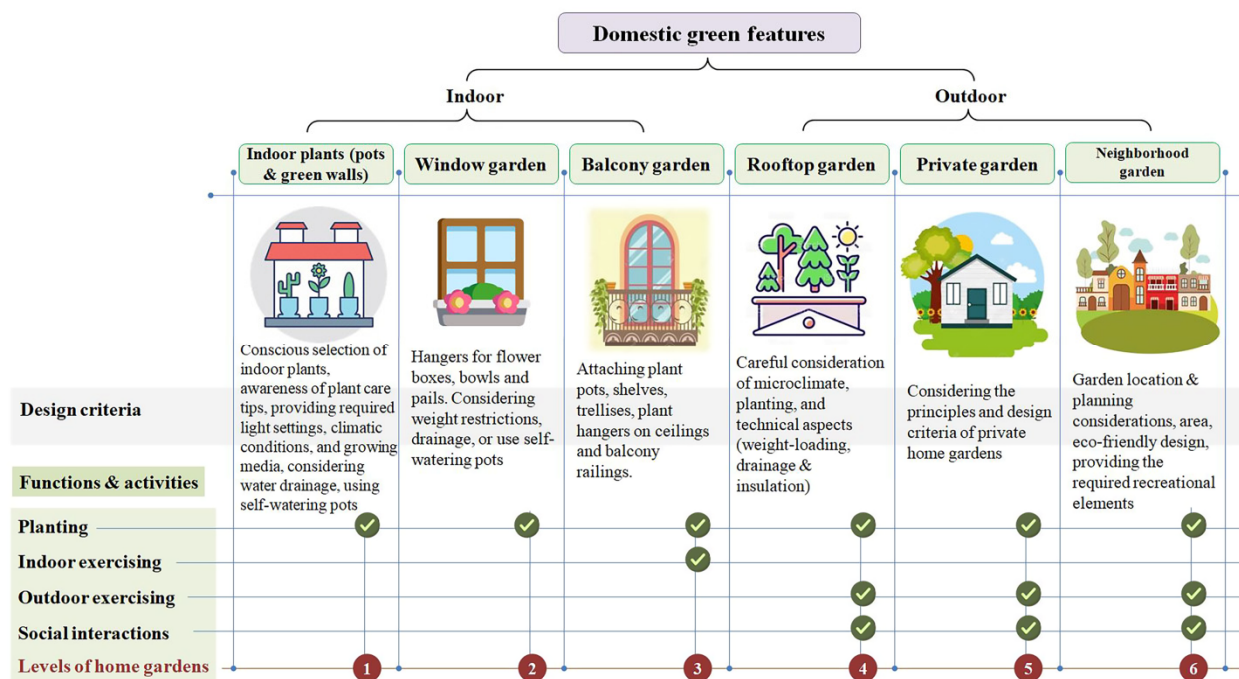 Domestic green features
Indoor
Outdoor
Indoor plants (pots
& green walls)
Window garden
Balcony garden
Rooftop garden
Private garden
Neighborhood
garden
Design criteria
Conscious selection of
indoor plants,
awareness of plant care
tips, providing required
light settings, climatic
conditions, and growing
media, considering
water drainage, using
self-watering pots
Hangers for flower
boxes, bowls and
pails. Considering
weight restrictions,
drainage, or use self-
watering pots
Attaching plant
pots, shelves,
trellises, plant
hangers on ceilings
and balcony
railings.
Careful consideration
of microclimate,
planting, and
technical aspects
(weight-loading,
drainage &
insulation)
Considering the
principles and design
criteria of private
home gardens
Garden location &
planning
considerations, area,
eco-friendly design,
providing the
required recreational
elements
Functions & activities
Planting
Indoor exercising
Outdoor exercising
Social interactions
Levels of home gardens
1
2
3
4
5
6